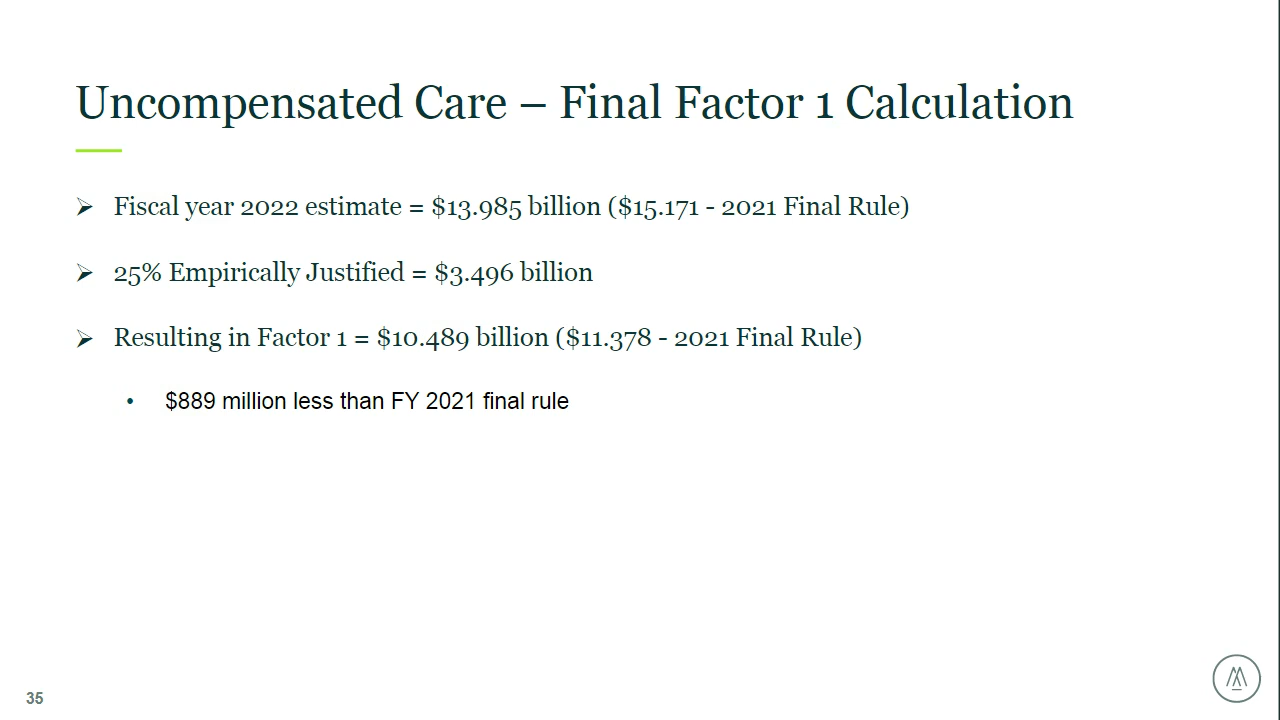 Uncompensated Care – Final Factor 1 Calculation
➢ Fiscal year 2022 estimate = $13.985 billion ($15.171 - 2021 Final Rule)
➢ 25% Empirically Justified = $3.496 billion
➢ Resulting in Factor 1 = $10.489 billion ($11.378 - 2021 Final Rule)
• $889 million less than FY 2021 final rule
35